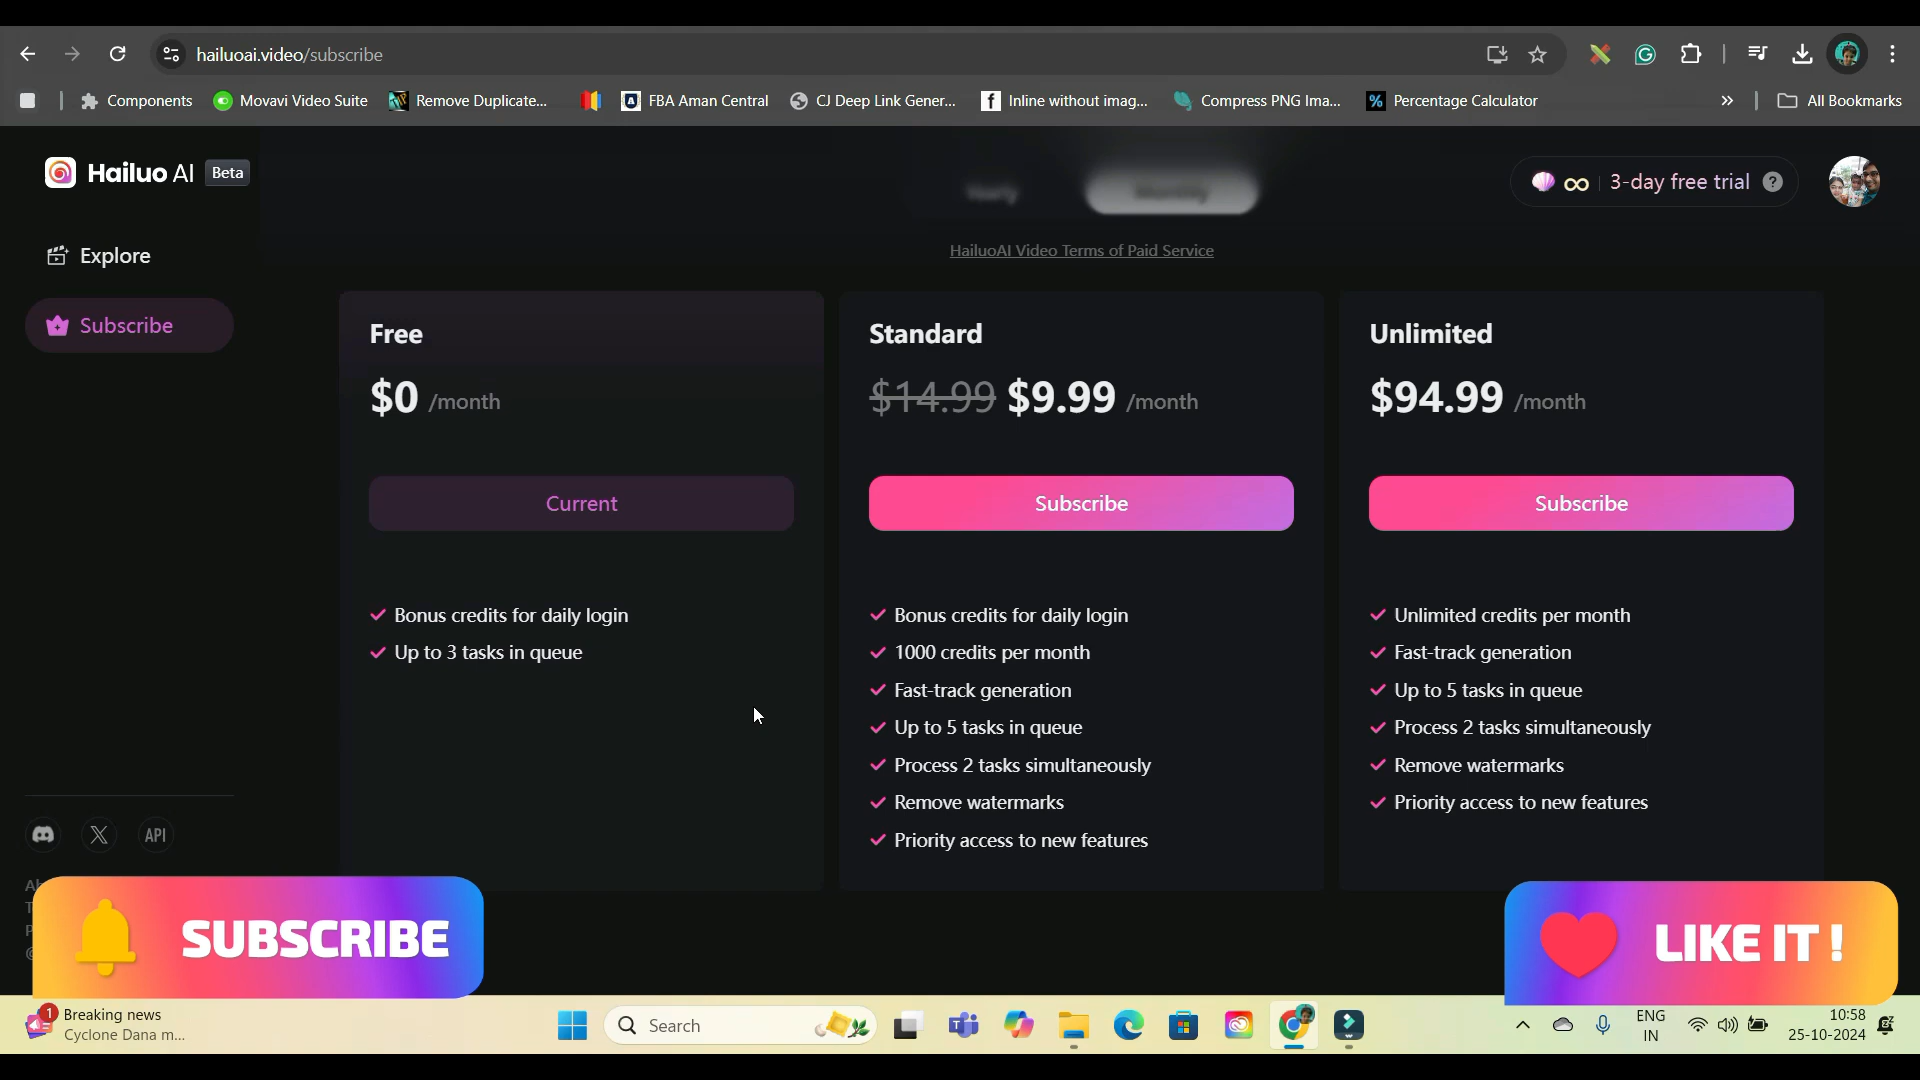 hailuoai.video/subscribe
Components
Movavi Video Suite
Remove Duplicate...
FBA Aman Central
CJ Deep Link Gener...
Inline without imag...
Compress PNG Ima...
Percentage Calculator
All Bookmarks
Hailuo AI Beta
Yearly
Monthly
3-day free trial
HailuoAI Video Terms of Paid Service
Explore
Subscribe
Free
$0 /month
Current
Bonus credits for daily login
Up to 3 tasks in queue
Standard
$14.99 $9.99 /month
Subscribe
Bonus credits for daily login
1000 credits per month
Fast-track generation
Up to 5 tasks in queue
Process 2 tasks simultaneously
Remove watermarks
Priority access to new features
Unlimited
$94.99 /month
Subscribe
Unlimited credits per month
Fast-track generation
Up to 5 tasks in queue
Process 2 tasks simultaneously
Remove watermarks
Priority access to new features
API
SUBSCRIBE
LIKE IT !
1
Breaking news
Cyclone Dana m...
Search
ENG
IN
10:58
25-10-2024